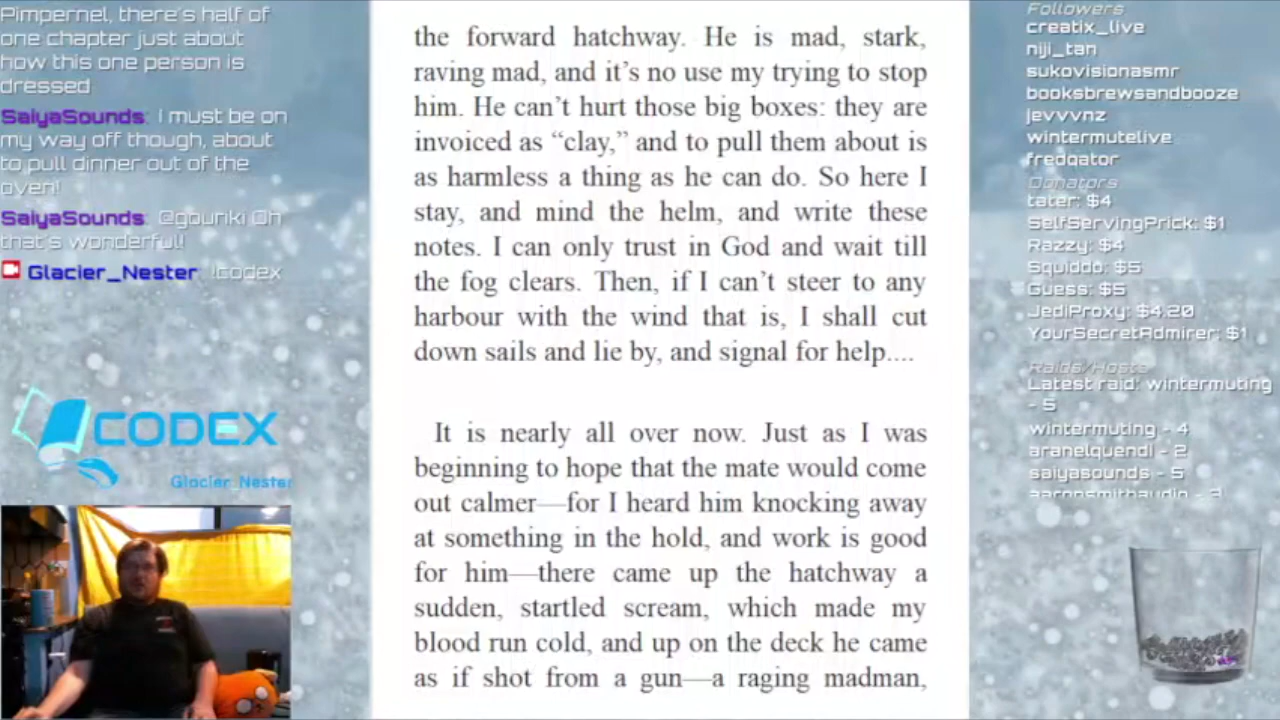 Pimpernel, there's half of
one chapter just about
how this one person is
dressed
SaiyaSounds: I must be on
my way off though, about
to pull dinner out of the
oven!
SaiyaSounds: @gouriki Oh
that's wonderful!
Glacier_Nester: !codex
CODEX
Glacier_Nester
the forward hatchway. He is mad, stark,
raving mad, and it's no use my trying to stop
him. He can't hurt those big boxes: they are
invoiced as “clay,” and to pull them about is
as harmless a thing as he can do. So here I
stay, and mind the helm, and write these
notes. I can only trust in God and wait till
the fog clears. Then, if I can't steer to any
harbour with the wind that is, I shall cut
down sails and lie by, and signal for help....
It is nearly all over now. Just as I was
beginning to hope that the mate would come
out calmer—for I heard him knocking away
at something in the hold, and work is good
for him—there came up the hatchway a
sudden, startled scream, which made my
blood run cold, and up on the deck he came
as if shot from a gun—a raging madman,
Followers
creatix_live
niji_tan
sukovisionasmr
booksbrewsandbooze
jevvvnz
wintermutelive
fredgator
Donators
tater: $4
SelfServingPrick: $1
Razzy: $4
Squiddo: $5
Guess: $5
JediProxy: $4.20
YourSecretAdmirer: $1
Raids/Hosts
Latest raid: wintermuting
- 5
wintermuting - 4
aranelquendi - 2
saiyasounds - 5
aaronsmithaudio - 3